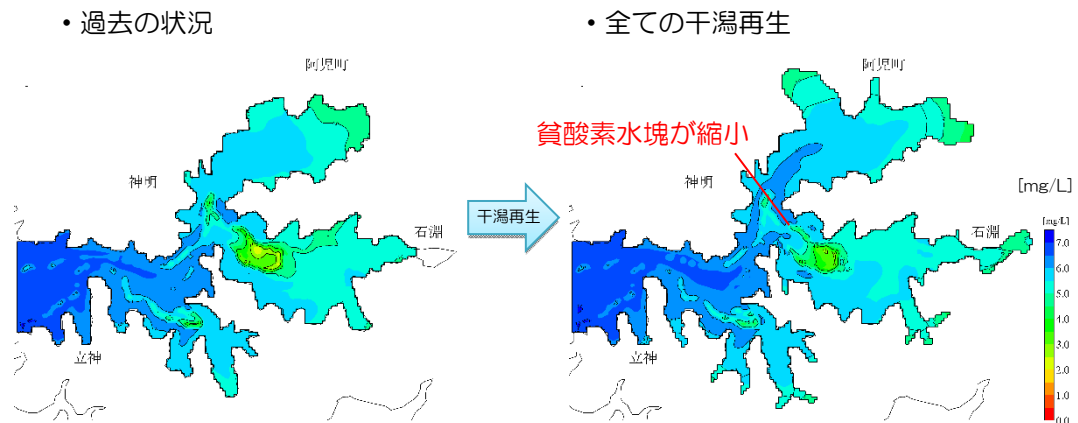 ・過去の状況
・全ての干潟再生
阿児町
阿児町
貧酸素水塊が縮小
神明
神明
[mg/L]
干潟再生
石淵
石淵
[mg/L]
7.0
6.0
5.0
4.0
3.0
2.0
1.0
0.0
立神
立神